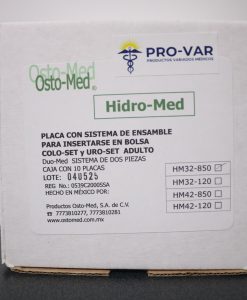 Osto-Med
Osto-Med®
PRO-VAR
PRODUCTOS VARIADOS MÉDICOS
Hidro-Med
PLACA CON SISTEMA DE ENSAMBLE
PARA INSERTARSE EN BOLSA
COLO-SET y URO-SET ADULTO
Duo-Med SISTEMA DE DOS PIEZAS
CAJA CON 10 PLACAS
LOTE: 040525
REG No.: 0539C2000SSA
HECHO EN MÉXICO POR:
Productos Osto-Med, S.A. de C.V.
☏ 7773810277, 7773810281
www.ostomed.com.mx
HM32-850
HM32-120
HM42-850
HM42-120